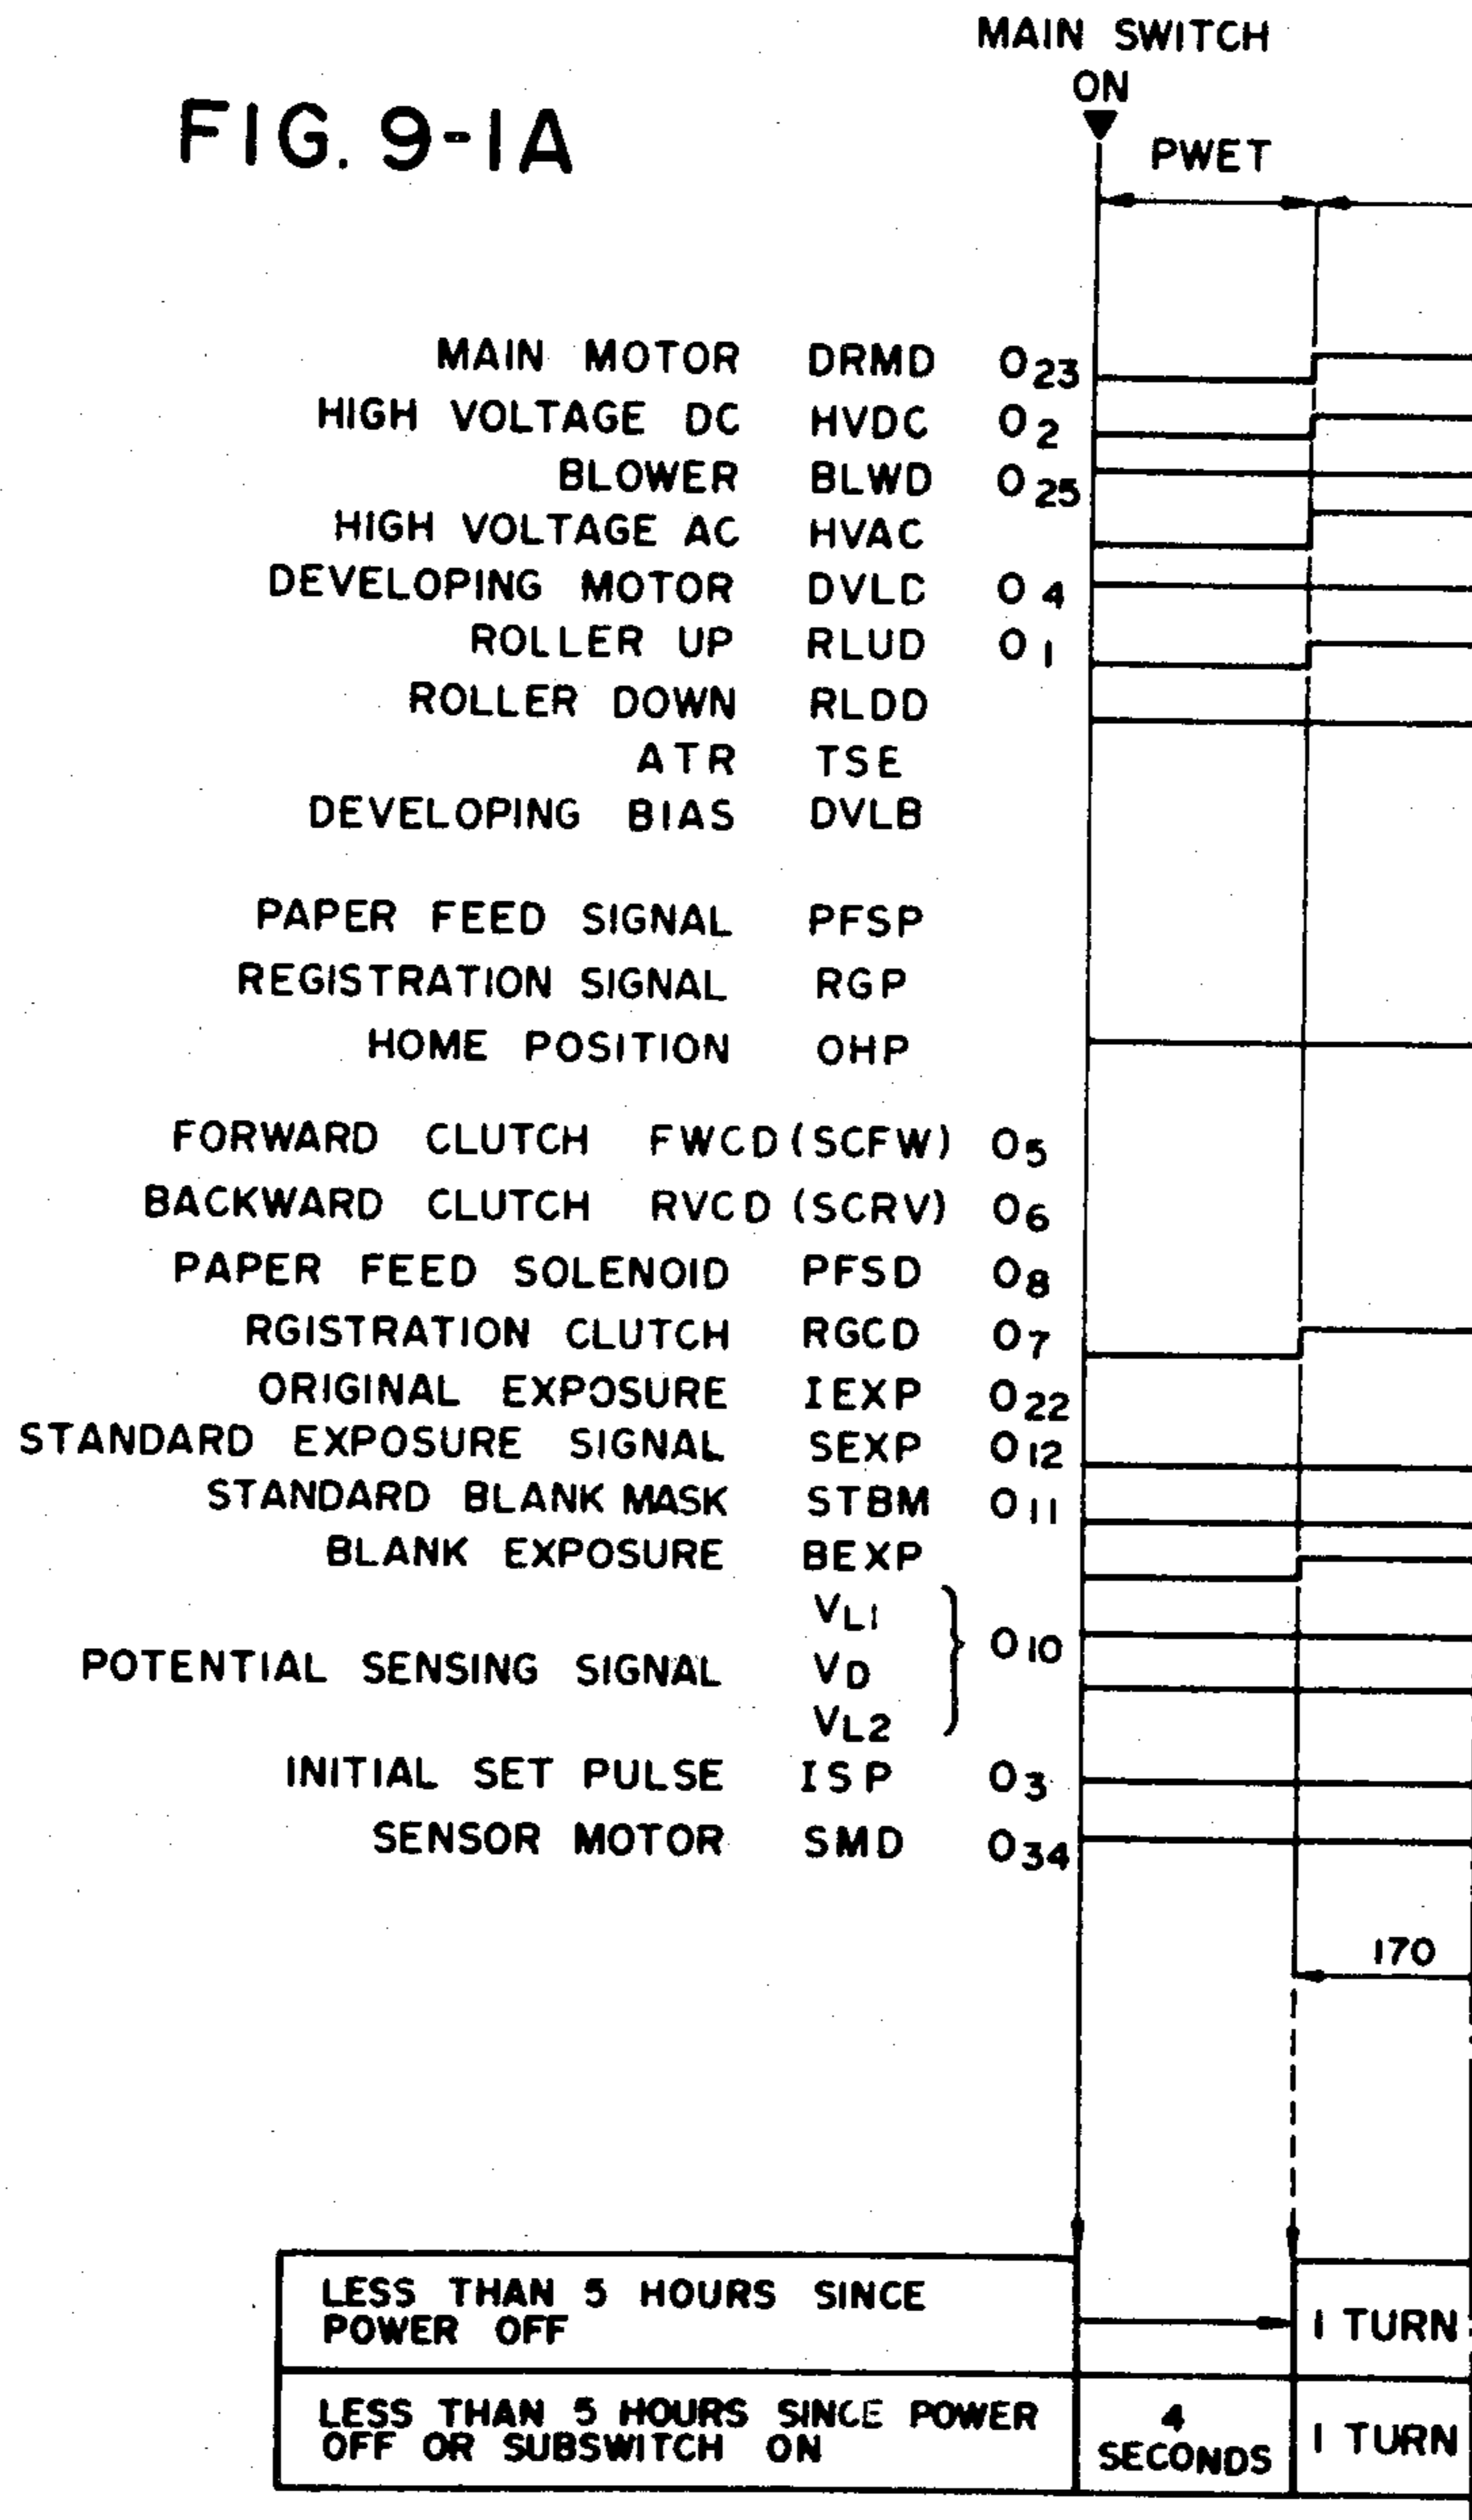 MAIN SWITCH
ON
FIG. 9-1A
PWET
MAIN MOTOR DRMD O23
HIGH VOLTAGE DC HVDC O2
BLOWER BLWD O25
HIGH VOLTAGE AC HVAC
DEVELOPING MOTOR DVLC O4
ROLLER UP RLUD O1
ROLLER DOWN RLDD
ATR TSE
DEVELOPING BIAS DVLB
PAPER FEED SIGNAL PFSP
REGISTRATION SIGNAL RGP
HOME POSITION OHP
FORWARD CLUTCH FWCD (SCFW) O5
BACKWARD CLUTCH RVCD (SCRV) O6
PAPER FEED SOLENOID PFSD O8
RGISTRATION CLUTCH RGCD O7
ORIGINAL EXPOSURE IEXP O22
STANDARD EXPOSURE SIGNAL SEXP O12
STANDARD BLANK MASK STBM O11
BLANK EXPOSURE BEXP
VL1
POTENTIAL SENSING SIGNAL VD O10
VL2
INITIAL SET PULSE ISP O3
SENSOR MOTOR SMD O34
170
LESS THAN 5 HOURS SINCE
POWER OFF
1 TURN
LESS THAN 5 HOURS SINCE POWER
OFF OR SUBSWITCH ON
4
SECONDS
1 TURN